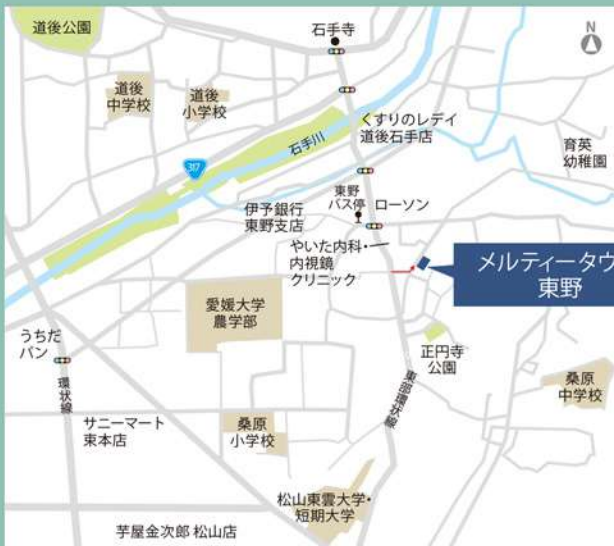 道後公園
石手寺
N
道後
中学校
道後
小学校
くすりのレデイ
道後石手店
石手川
育英
幼稚園
317
東野
バス停
ローソン
伊予銀行
東野支店
やいた内科・
内視鏡
クリニック
メルティータウ
東野
愛媛大学
農学部
うちだ
パン
正円寺
公園
環状線
東部環状線
桑原
中学校
サニーマート
束本店
桑原
小学校
松山東雲大学・
短期大学
芋屋金次郎 松山店